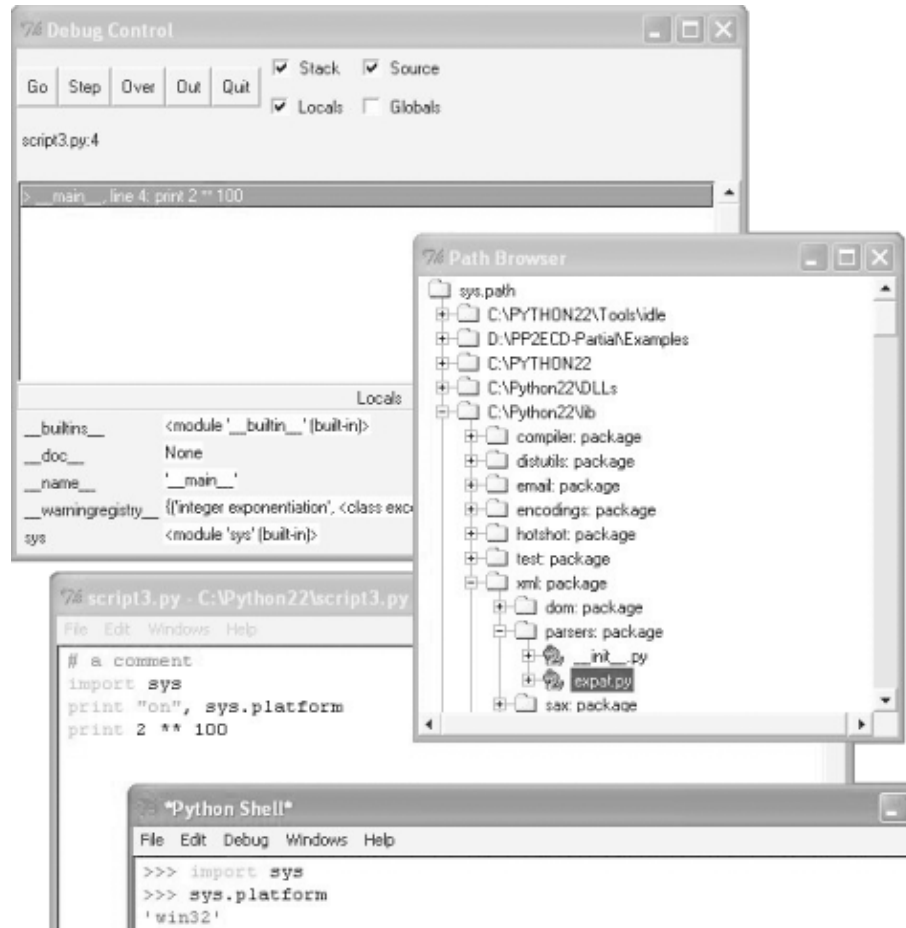 Debug Control
Go Step Over Out Quit
Stack Source
Locals Globals
script3.py:4
> __main__, line 4: print 2 ** 100
Locals
__builtins__ <module '__builtin__' (built-in)>
__doc__ None
__name__ '__main__'
__warningregistry__ {('integer exponentiation', <class exce
sys <module 'sys' (built-in)>
Path Browser
sys.path
C:\PYTHON22\Tools\idle
D:\PP2ECD-Partial\Examples
C:\PYTHON22
C:\Python22\DLLs
C:\Python22\lib
compiler: package
distutils: package
email: package
encodings: package
hotshot: package
test: package
xml: package
dom: package
parsers: package
__init__.py
expat.py
sax: package
script3.py - C:\Python22\script3.py
File Edit Windows Help
# a comment
import sys
print "on", sys.platform
print 2 ** 100
*Python Shell*
File Edit Debug Windows Help
>>> import sys
>>> sys.platform
'win32'